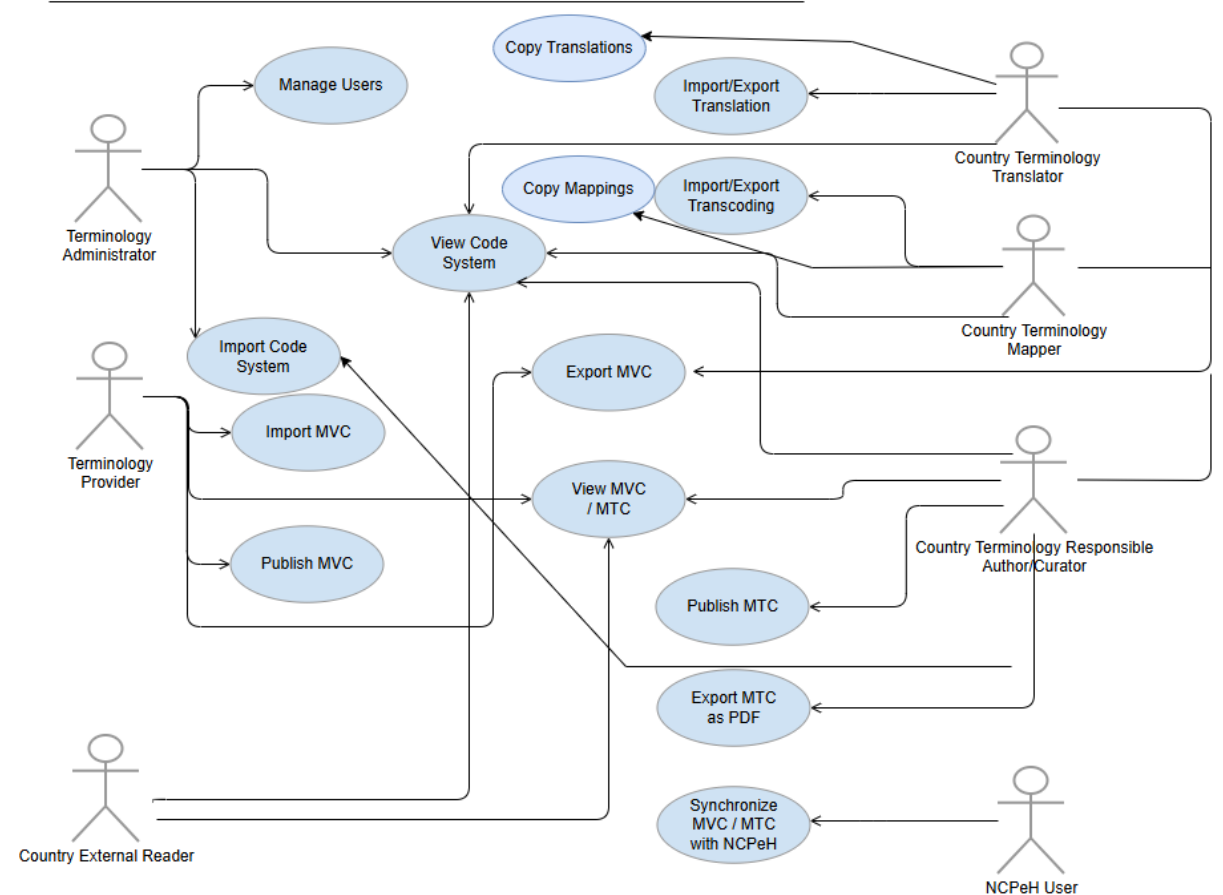 Copy Translations
Manage Users
Import/Export
Translation
Country Terminology
Translator
Terminology
Administrator
Copy Mappings
Import/Export
Transcoding
View Code
System
Country Terminology
Mapper
Import Code
System
Export MVC
Import MVC
Terminology
Provider
View MVC
/ MTC
Country Terminology Responsible
Author/Curator
Publish MVC
Publish MTC
Export MTC
as PDF
Synchronize
MVC / MTC
with NCPeH
Country External Reader
NCPeH User